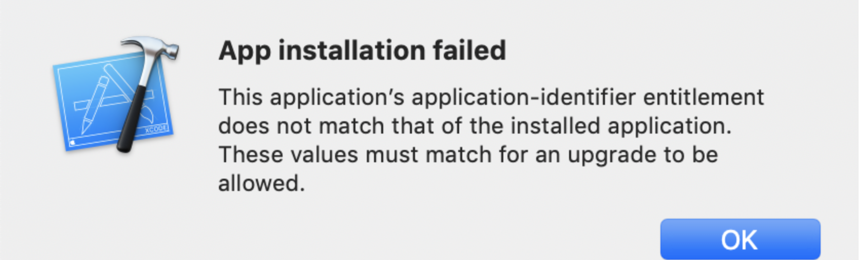 App installation failed
This application's application-identifier entitlement
does not match that of the installed application.
These values must match for an upgrade to be
allowed.
XCODE
OK